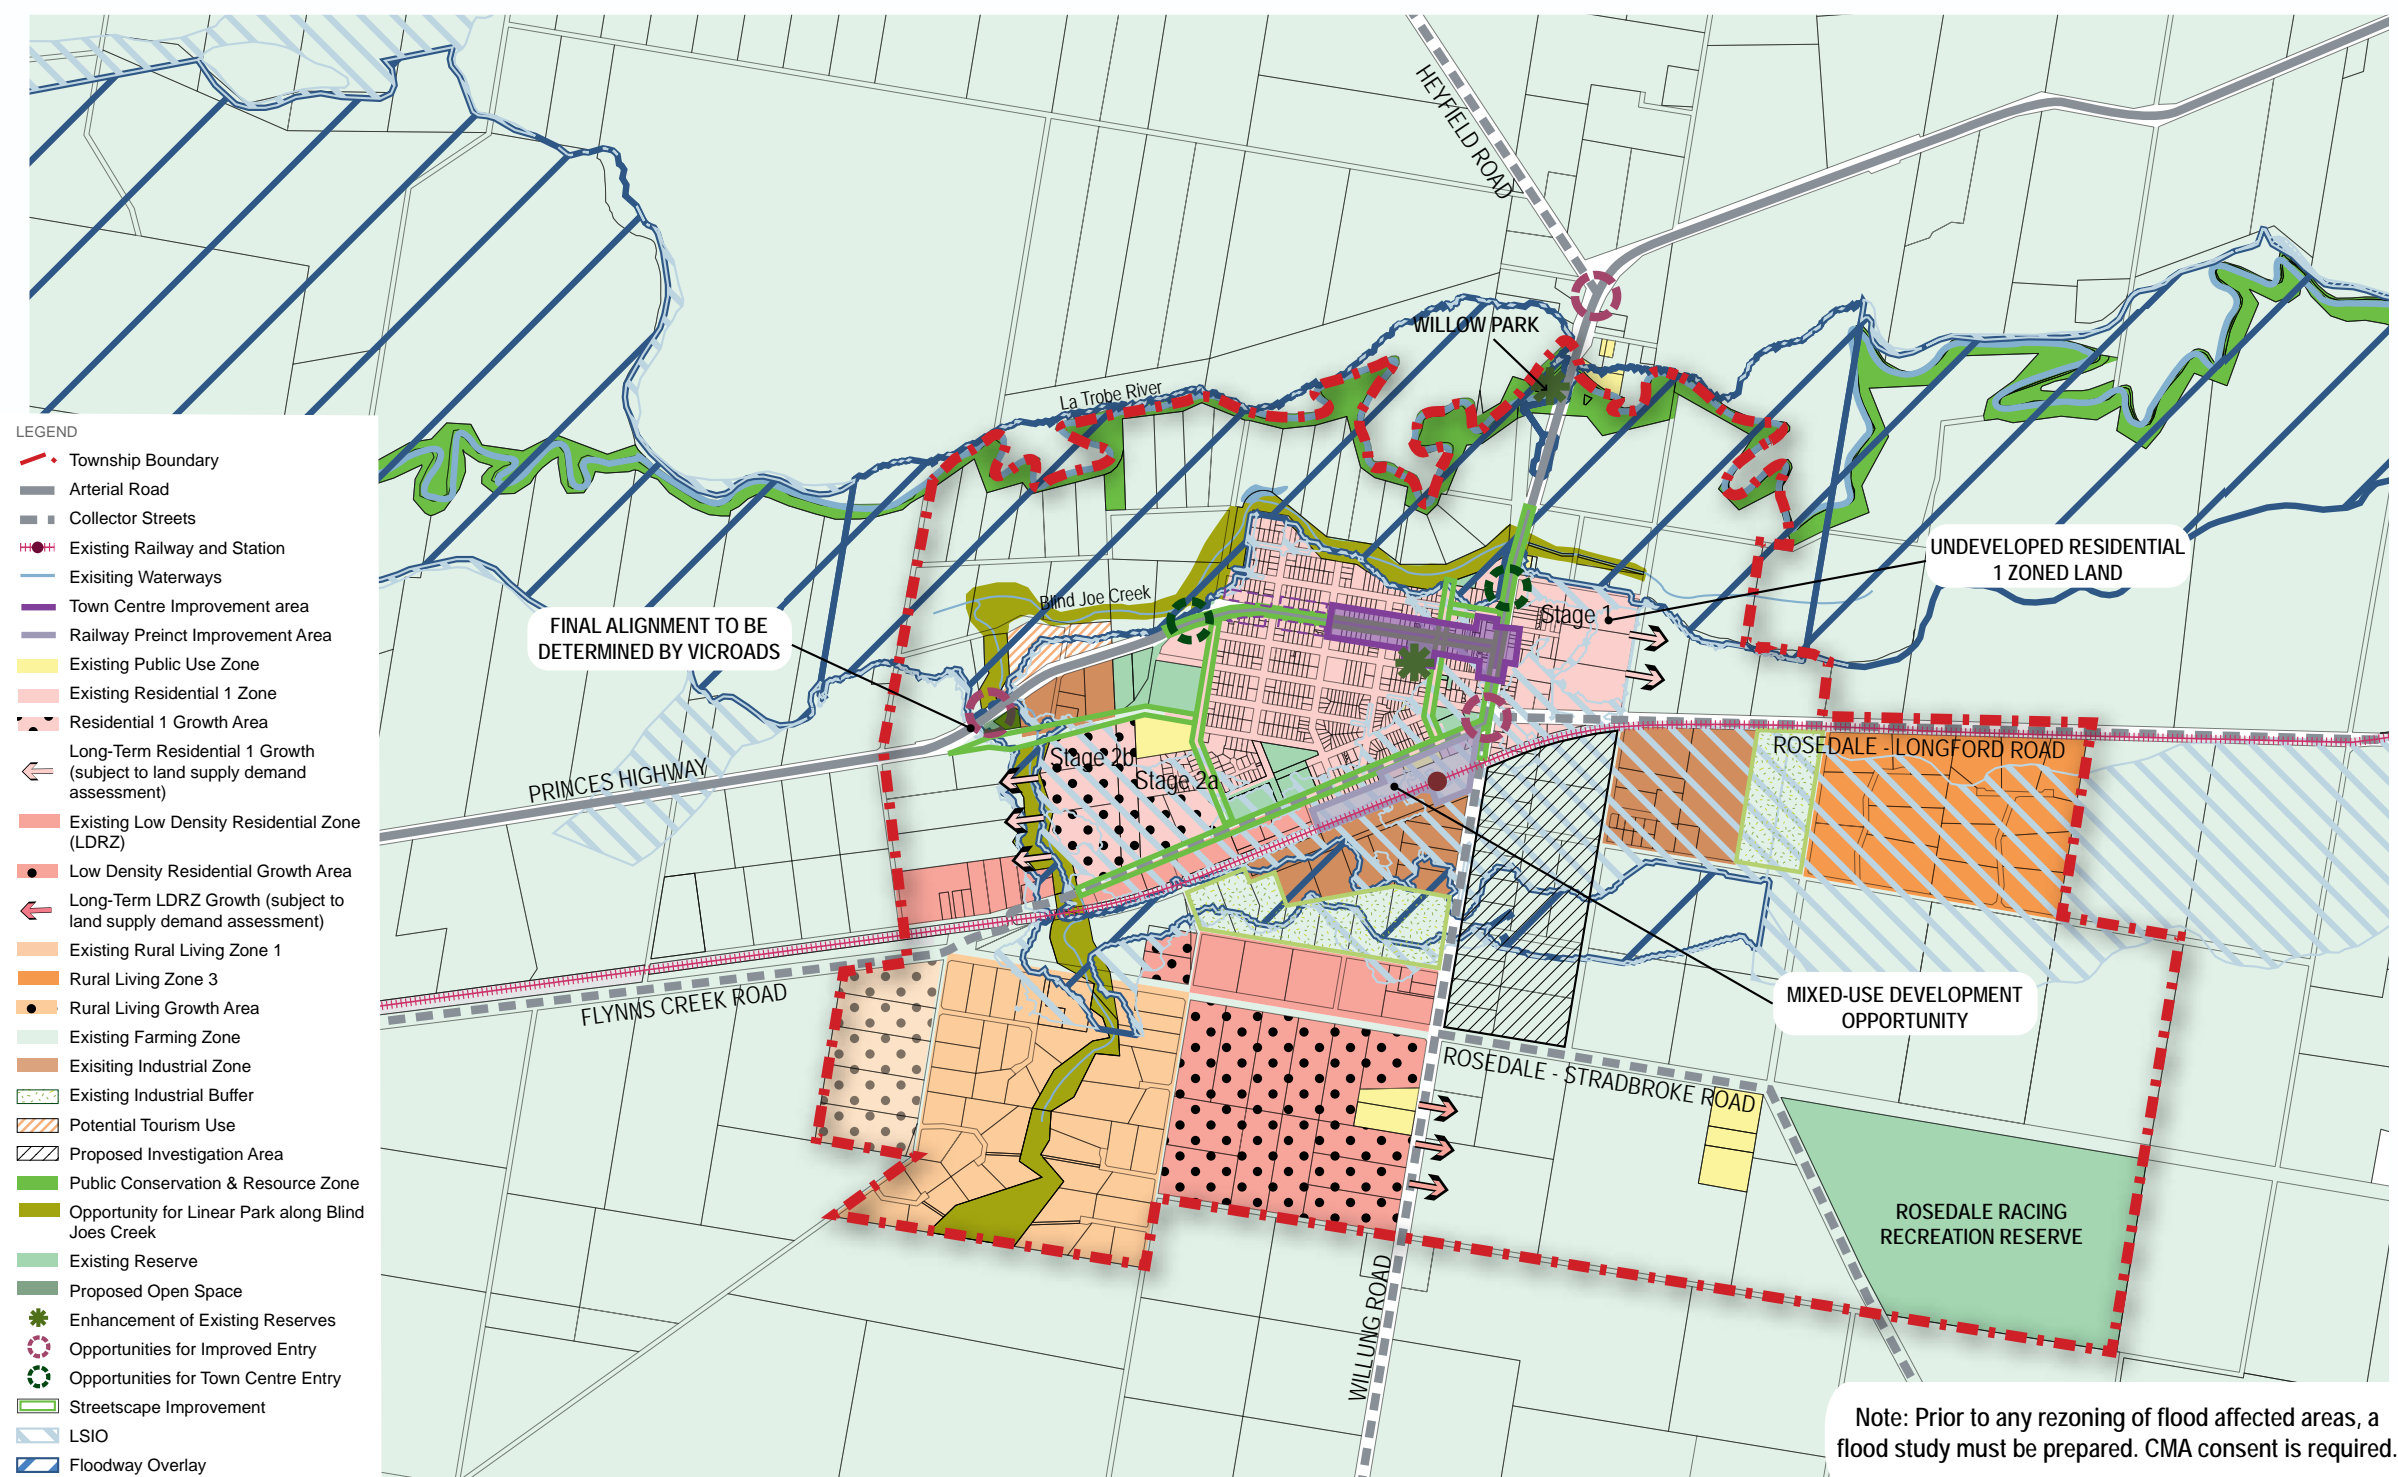 HEYFIELD ROAD
WILLOW PARK
La Trobe River
UNDEVELOPED RESIDENTIAL
1 ZONED LAND
Blind Joe Creek
Stage 1
FINAL ALIGNMENT TO BE
DETERMINED BY VICROADS
ROSEDALE - LONGFORD ROAD
Stage 2b
Stage 2a
PRINCES HIGHWAY
MIXED-USE DEVELOPMENT
OPPORTUNITY
FLYNNS CREEK ROAD
ROSEDALE - STRADBROKE ROAD
ROSEDALE RACING
RECREATION RESERVE
WILLUNG ROAD
Note: Prior to any rezoning of flood affected areas, a
flood study must be prepared. CMA consent is required.
LEGEND
Township Boundary
Arterial Road
Collector Streets
Existing Railway and Station
Exisiting Waterways
Town Centre Improvement area
Railway Preinct Improvement Area
Existing Public Use Zone
Existing Residential 1 Zone
Residential 1 Growth Area
Long-Term Residential 1 Growth
(subject to land supply demand
assessment)
Existing Low Density Residential Zone
(LDRZ)
Low Density Residential Growth Area
Long-Term LDRZ Growth (subject to
land supply demand assessment)
Existing Rural Living Zone 1
Rural Living Zone 3
Rural Living Growth Area
Existing Farming Zone
Exisiting Industrial Zone
Existing Industrial Buffer
Potential Tourism Use
Proposed Investigation Area
Public Conservation & Resource Zone
Opportunity for Linear Park along Blind
Joes Creek
Existing Reserve
Proposed Open Space
Enhancement of Existing Reserves
Opportunities for Improved Entry
Opportunities for Town Centre Entry
Streetscape Improvement
LSIO
Floodway Overlay